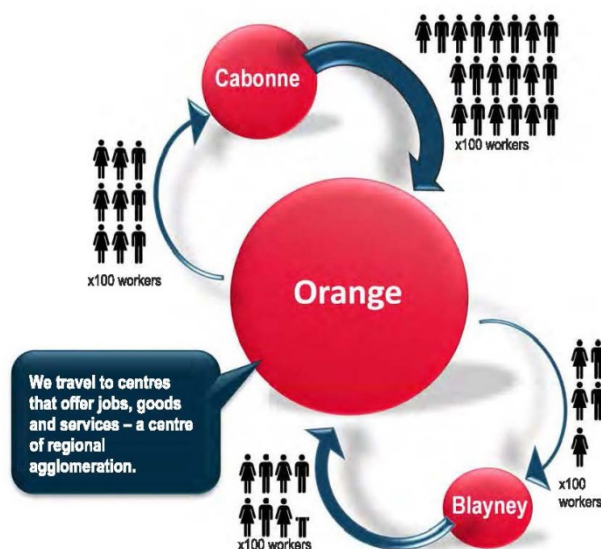 Cabonne
x100 workers
x100 workers
Orange
We travel to centres
that offer jobs, goods
and services – a centre
of regional
agglomeration.
x100
workers
Blayney
x100 workers